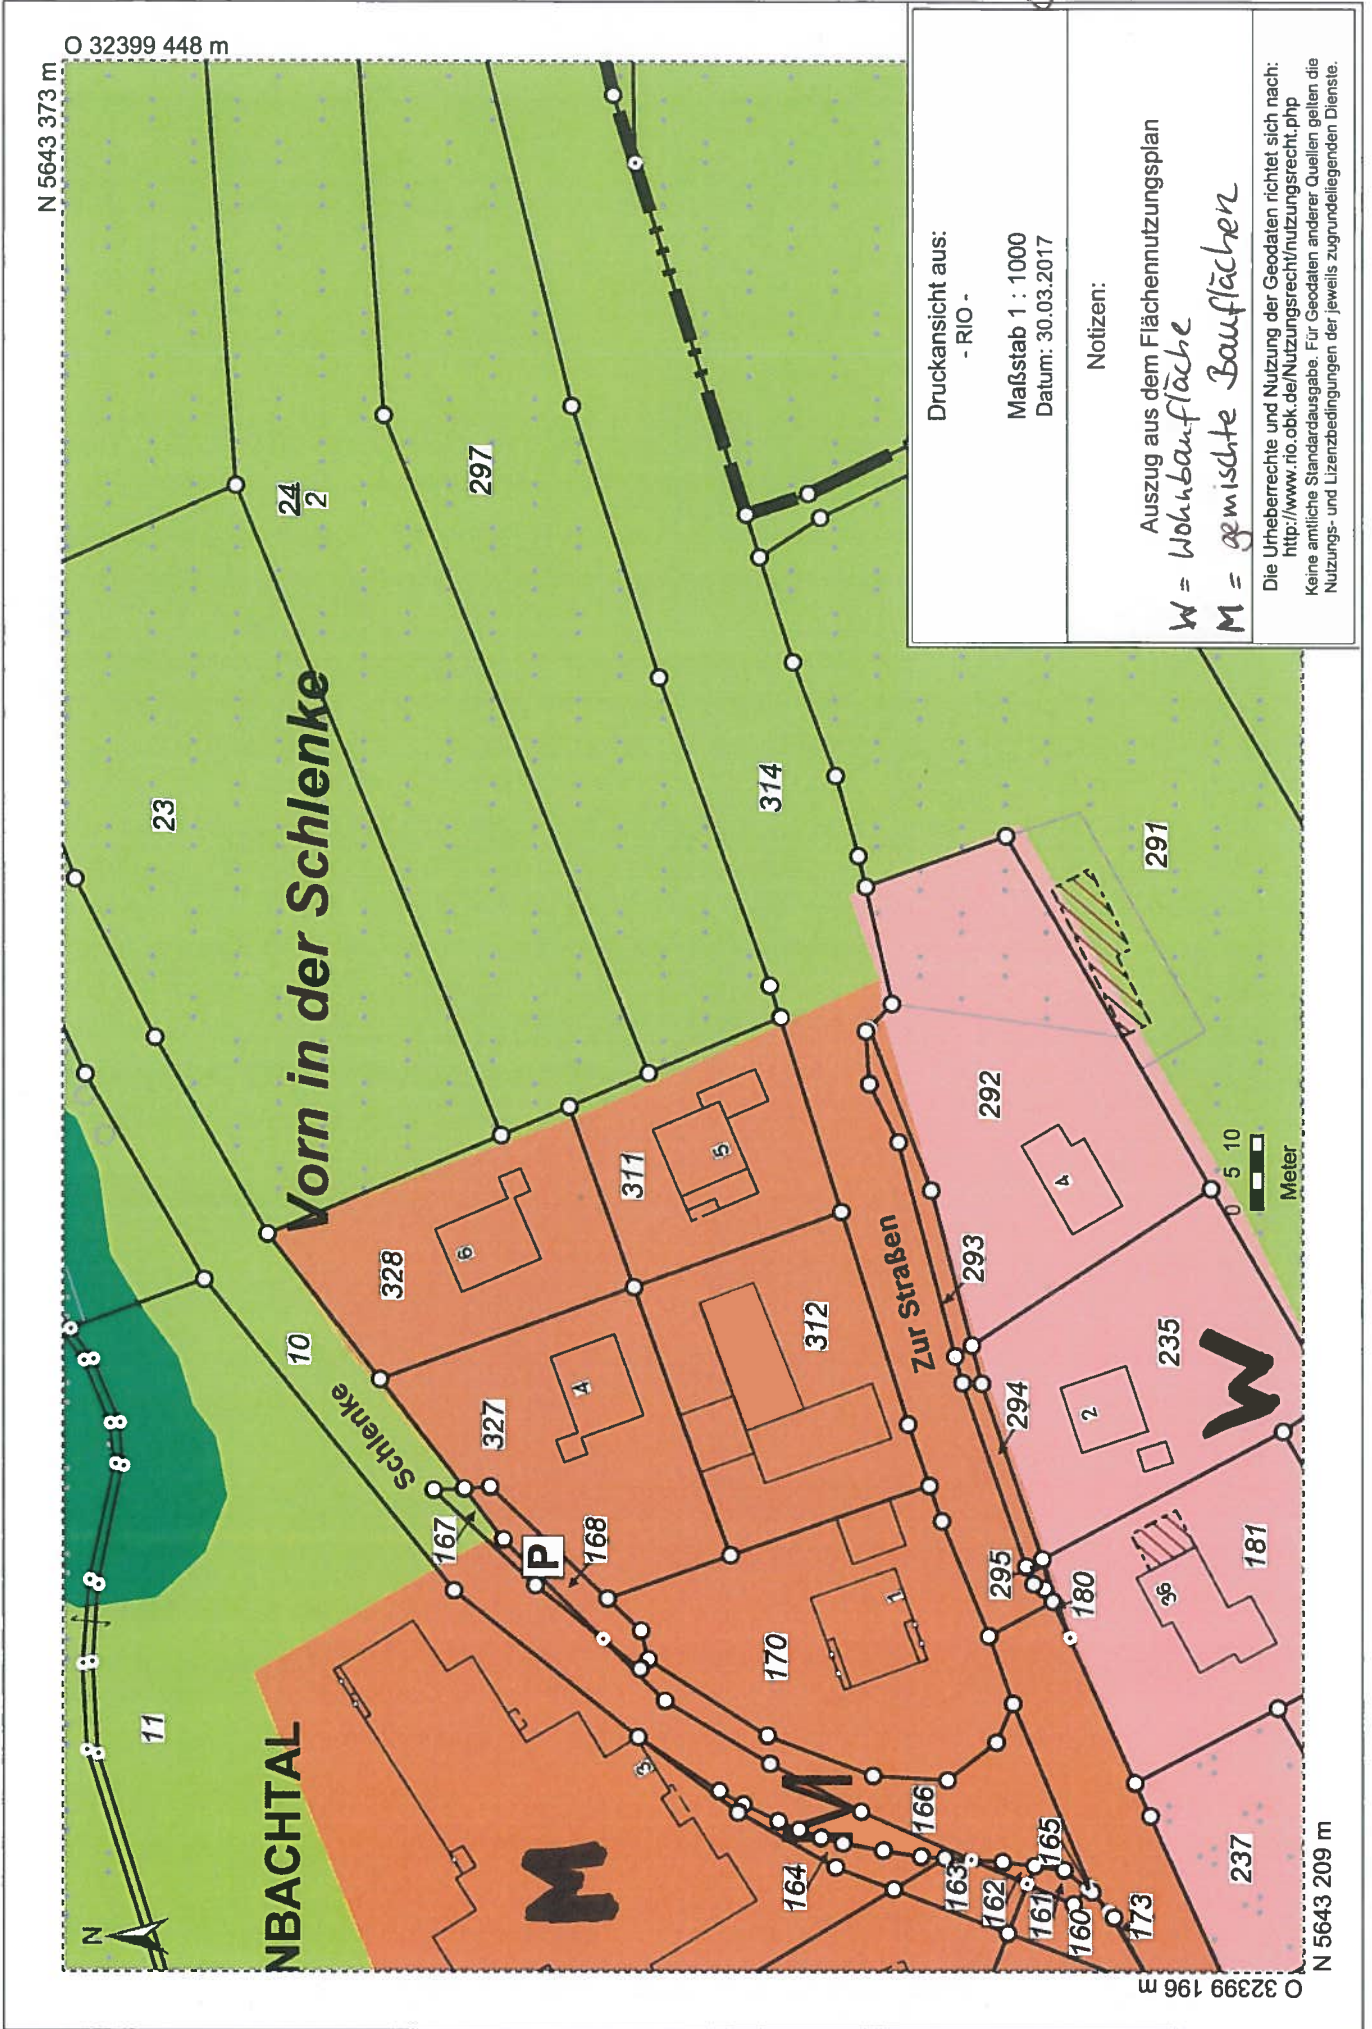 N 5643 373 m
O 32399 448 m
NBACHTAL
Vorn in der Schlenke
N
11
10
23
24
2
297
314
291
Schlenke
328
6
327
4
311
5
312
167
P
168
170
1
3
M
M
Zur Straßen
293
292
4
294
235
2
W
295
180
181
36
237
164
166
163
162
161
165
160
173
0 5 10
Meter
O 32399 196 m
N 5643 209 m
Druckansicht aus:
- RIO -
Maßstab 1 : 1000
Datum: 30.03.2017
Notizen:
Auszug aus dem Flächennutzungsplan
W = Wohnbaufläche
M = gemischte Bauflächen
Die Urheberrechte und Nutzung der Geodaten richtet sich nach:
http://www.rio.obk.de/Nutzungsrecht/nutzungsrecht.php
Keine amtliche Standardausgabe. Für Geodaten anderer Quellen gelten die
Nutzungs- und Lizenzbedingungen der jeweils zugrundeliegenden Dienste.